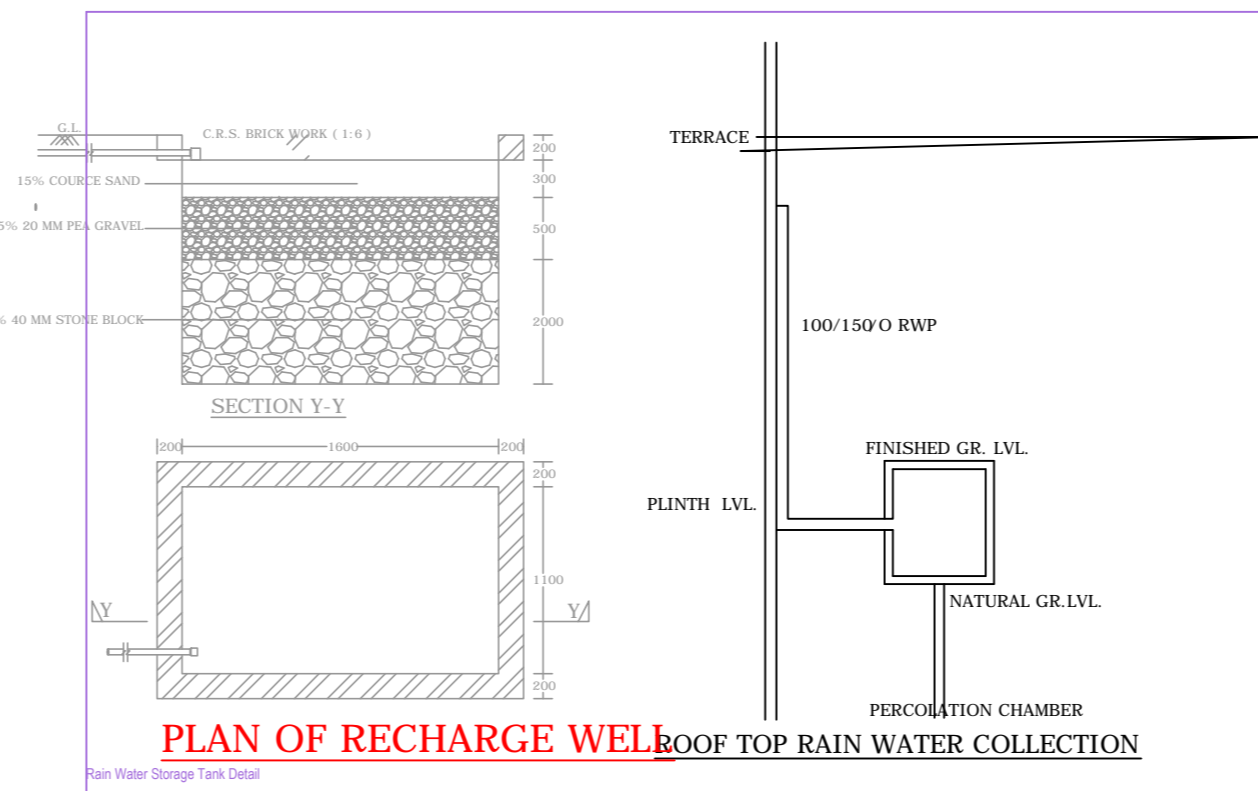 G.L.
C.R.S. BRICK WORK ( 1:6 )
200
15% COURCE SAND
300
5% 20 MM PEA GRAVEL
500
% 40 MM STONE BLOCK
2000
SECTION Y-Y
200
1600
200
200
1100
Y
Y
200
PLAN OF RECHARGE WELL
Rain Water Storage Tank Detail
TERRACE
100/150/O RWP
FINISHED GR. LVL.
PLINTH LVL.
NATURAL GR.LVL.
PERCOLATION CHAMBER
ROOF TOP RAIN WATER COLLECTION